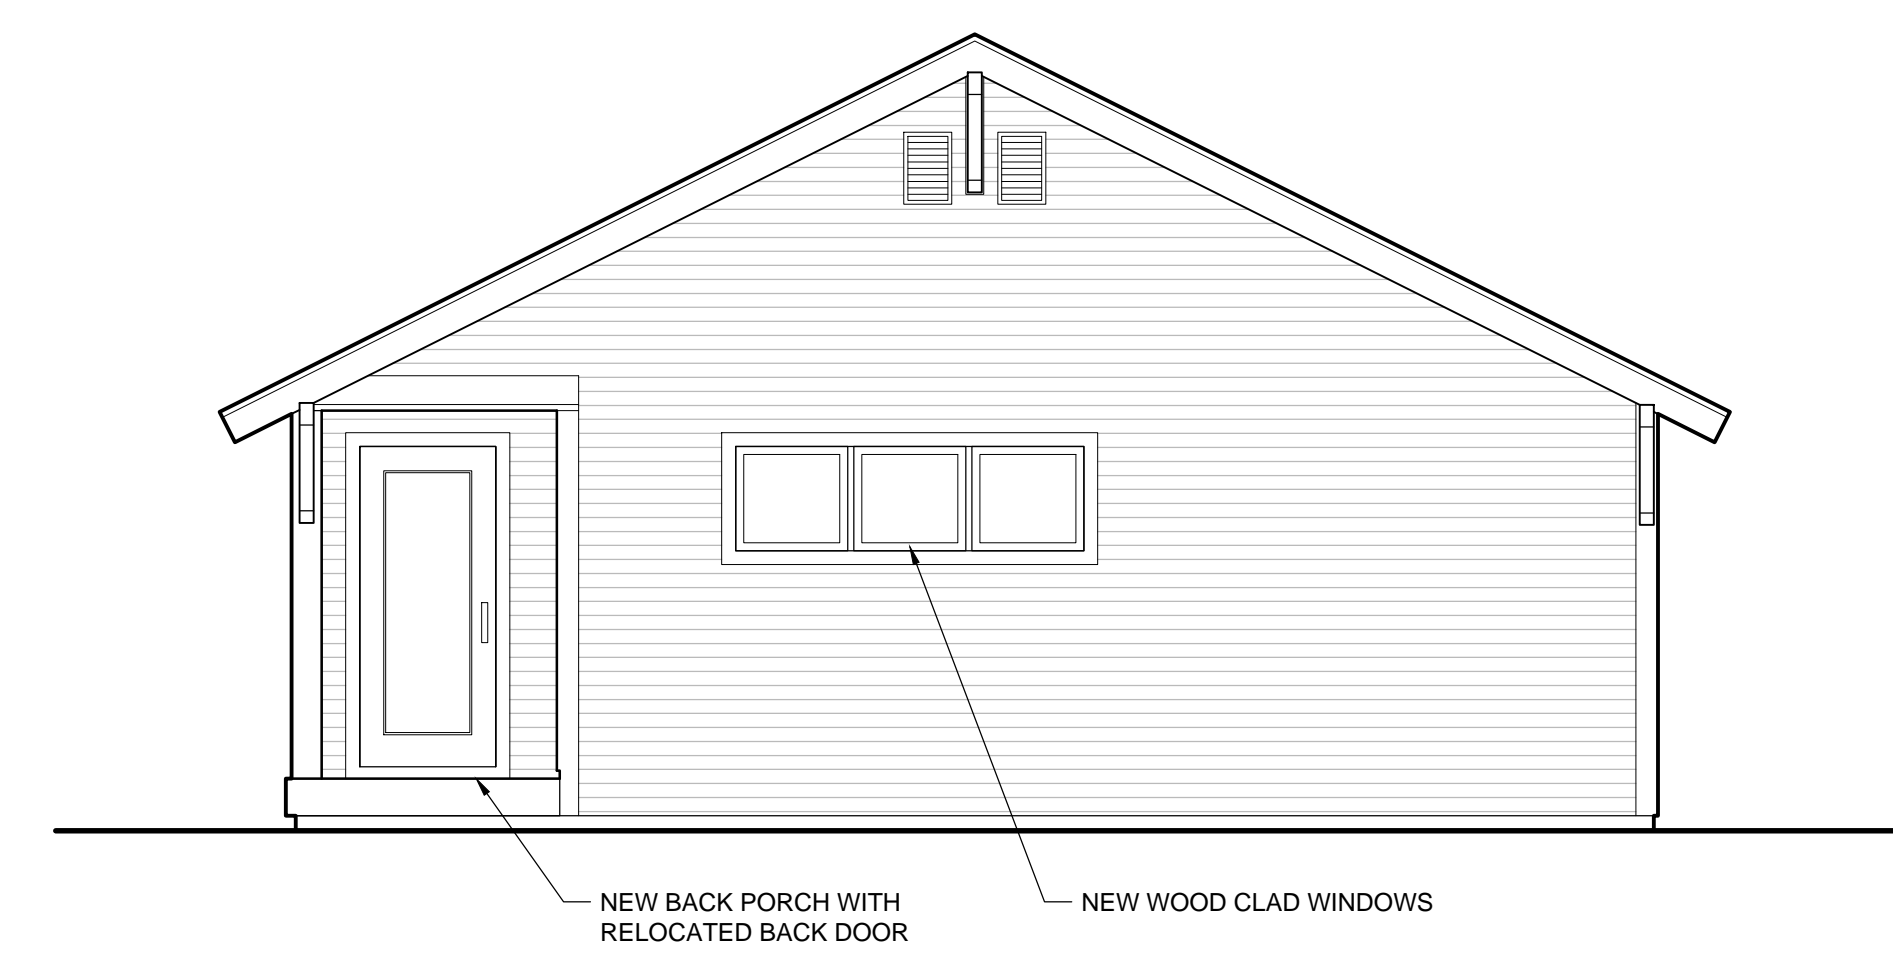 NEW BACK PORCH WITH
RELOCATED BACK DOOR
NEW WOOD CLAD WINDOWS